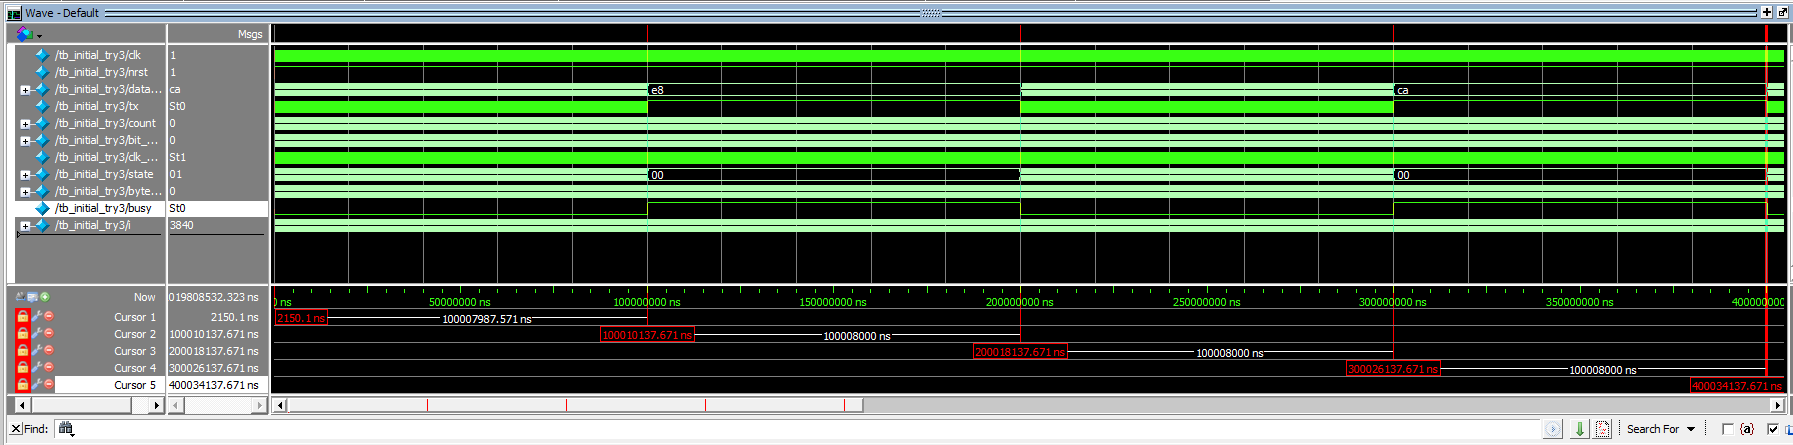 Wave - Default
Msgs
/tb_initial_try3/clk 1
/tb_initial_try3/nrst 1
/tb_initial_try3/data... ca e8 ca
/tb_initial_try3/tx St0
/tb_initial_try3/count 0
/tb_initial_try3/bit_... 0
/tb_initial_try3/clk_... St1
/tb_initial_try3/state 01 00 00
/tb_initial_try3/byte... 0
/tb_initial_try3/busy St0
/tb_initial_try3/i 3840
Now 019808532.323 ns 0 ns 50000000 ns 100000000 ns 150000000 ns 200000000 ns 250000000 ns 300000000 ns 350000000 ns 400000000
Cursor 1 2150.1 ns 2150.1 ns 100007987.571 ns
Cursor 2 100010137.671 ns 100010137.671 ns 100008000 ns
Cursor 3 200018137.671 ns 200018137.671 ns 100008000 ns
Cursor 4 300026137.671 ns 300026137.671 ns 100008000 ns
Cursor 5 400034137.671 ns 400034137.671 ns
Find: Search For {a}